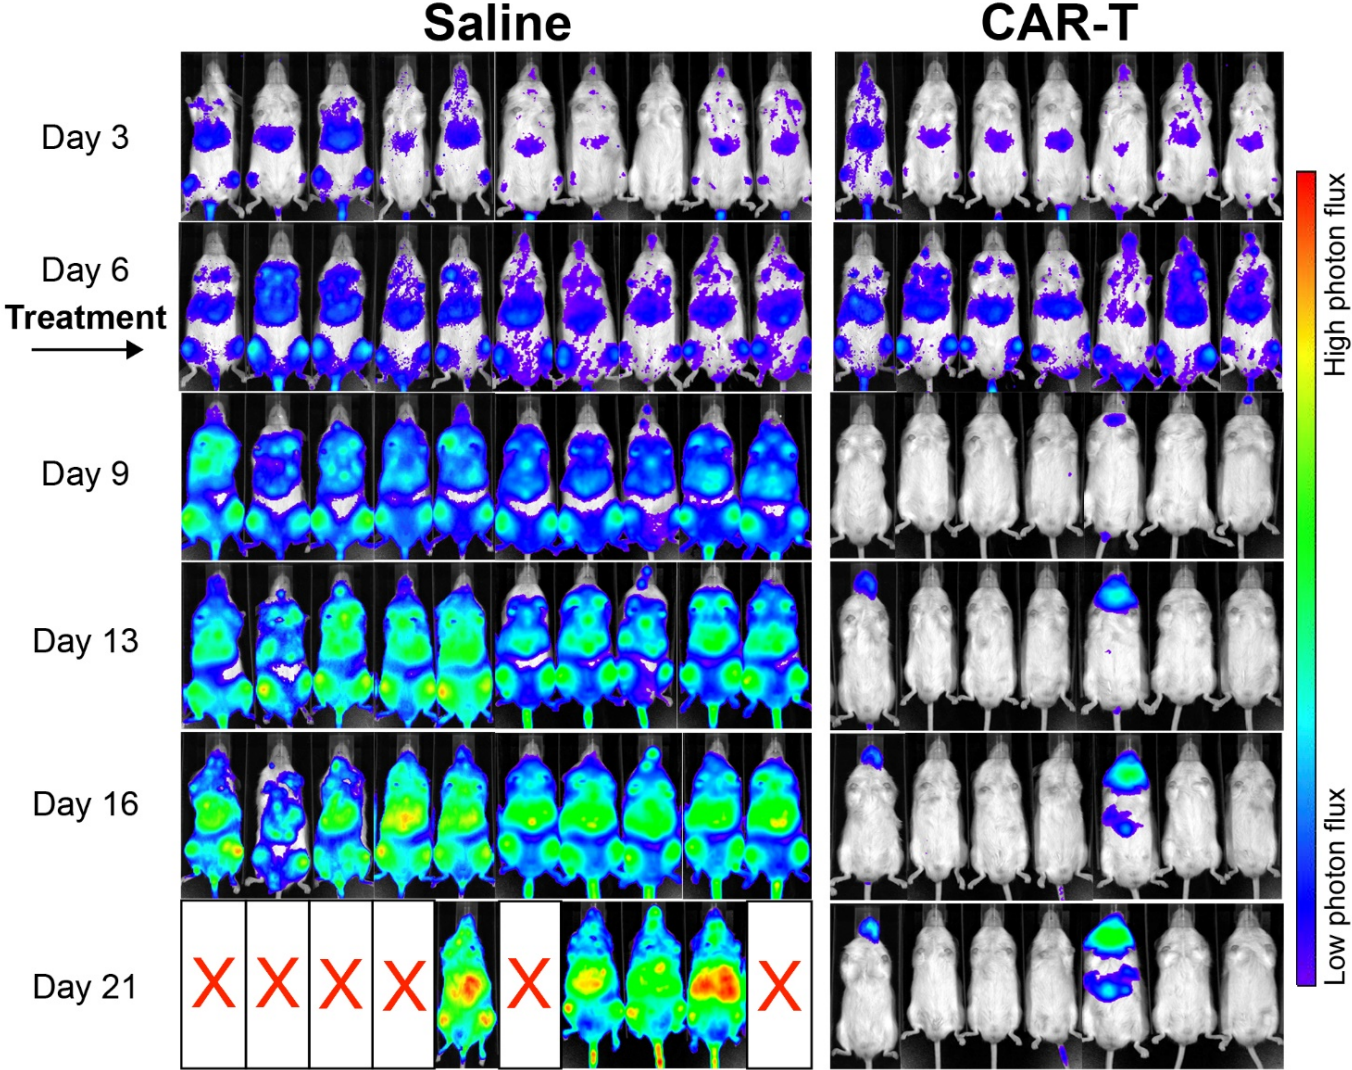 Saline
CAR-T
Day 3
Day 6
Treatment
Day 9
Day 13
Day 16
Day 21
X X X X X X
High photon flux
Low photon flux